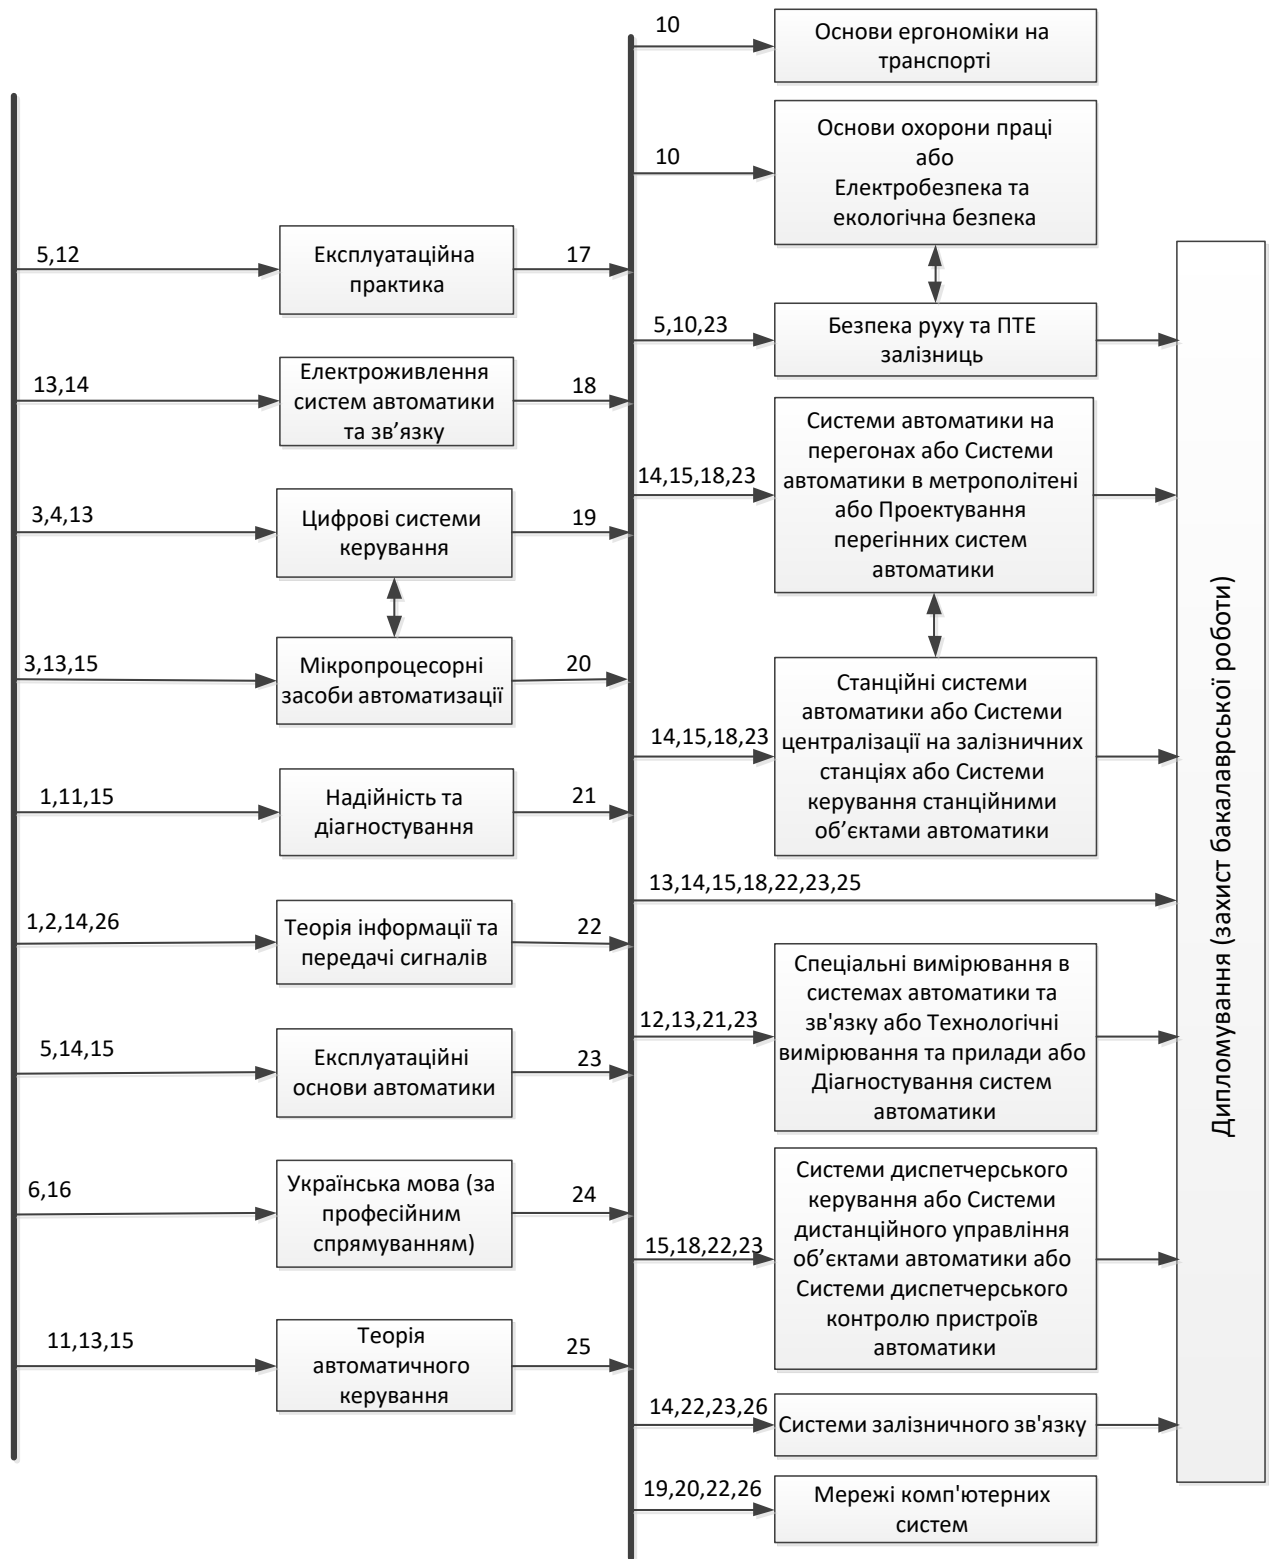 10
Основи ергономіки на
транспорті
10
Основи охорони праці
або
Електробезпека та
екологічна безпека
5,12
Експлуатаційна
практика
17
5,10,23
Безпека руху та ПТЕ
залізниць
13,14
Електроживлення
систем автоматики
та зв’язку
18
14,15,18,23
Системи автоматики на
перегонах або Системи
автоматики в метрополітені
або Проектування
перегінних систем
автоматики
3,4,13
Цифрові системи
керування
19
3,13,15
Мікропроцесорні
засоби автоматизації
20
14,15,18,23
Станційні системи
автоматики або Системи
централізації на залізничних
станціях або Системи
керування станційними
об’єктами автоматики
1,11,15
Надійність та
діагностування
21
13,14,15,18,22,23,25
1,2,14,26
Теорія інформації та
передачі сигналів
22
12,13,21,23
Спеціальні вимірювання в
системах автоматики та
зв'язку або Технологічні
вимірювання та прилади або
Діагностування систем
автоматики
5,14,15
Експлуатаційні
основи автоматики
23
6,16
Українська мова (за
професійним
спрямуванням)
24
15,18,22,23
Системи диспетчерського
керування або Системи
дистанційного управління
об’єктами автоматики або
Системи диспетчерського
контролю пристроїв
автоматики
11,13,15
Теорія
автоматичного
керування
25
14,22,23,26
Системи залізничного зв'язку
19,20,22,26
Мережі комп'ютерних
систем
Дипломування (захист бакалаврської роботи)